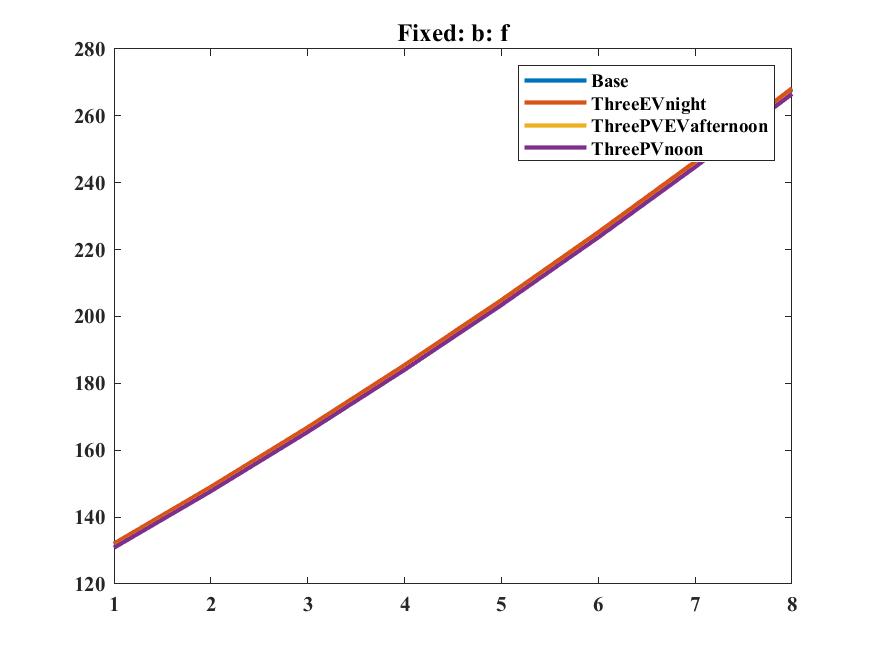 Fixed: b: f
280
260
240
220
200
180
160
140
120
Base
ThreeEVnight
ThreePVEVafternoon
ThreePVnoon
1 2 3 4 5 6 7 8